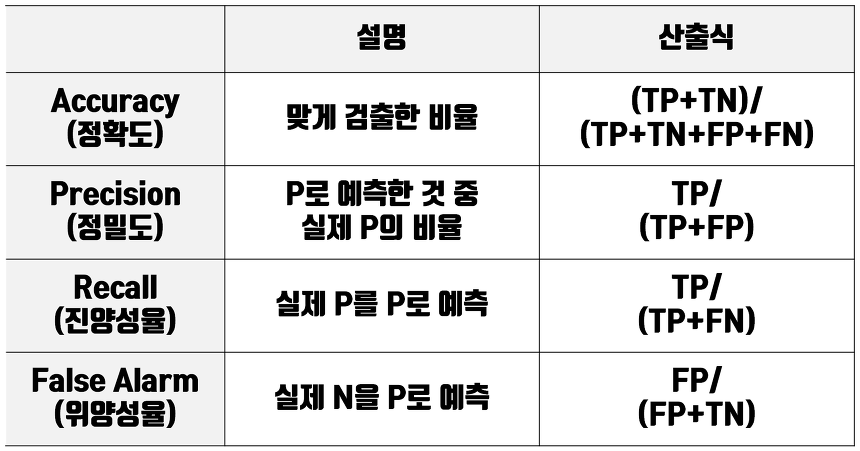 설명
산출식
Accuracy
(정확도)
맞게 검출한 비율
(TP+TN)/
(TP+TN+FP+FN)
Precision
(정밀도)
P로 예측한 것 중
실제 P의 비율
TP/
(TP+FP)
Recall
(진양성율)
실제 P를 P로 예측
TP/
(TP+FN)
False Alarm
(위양성율)
실제 N을 P로 예측
FP/
(FP+TN)